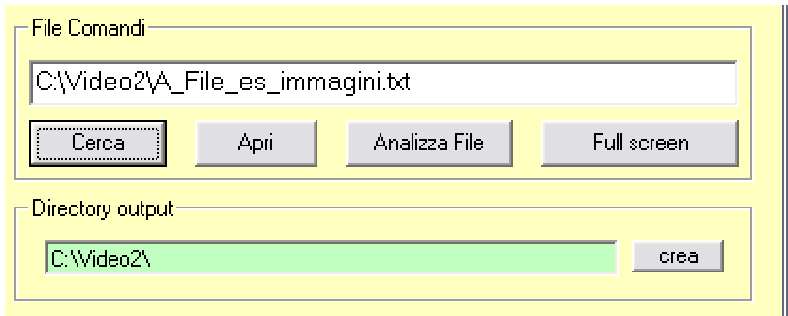 File Comandi
C:\Video2\A_File_es_immagini.txt
Cerca Apri Analizza File Full screen
Directory output
C:\Video2\ crea